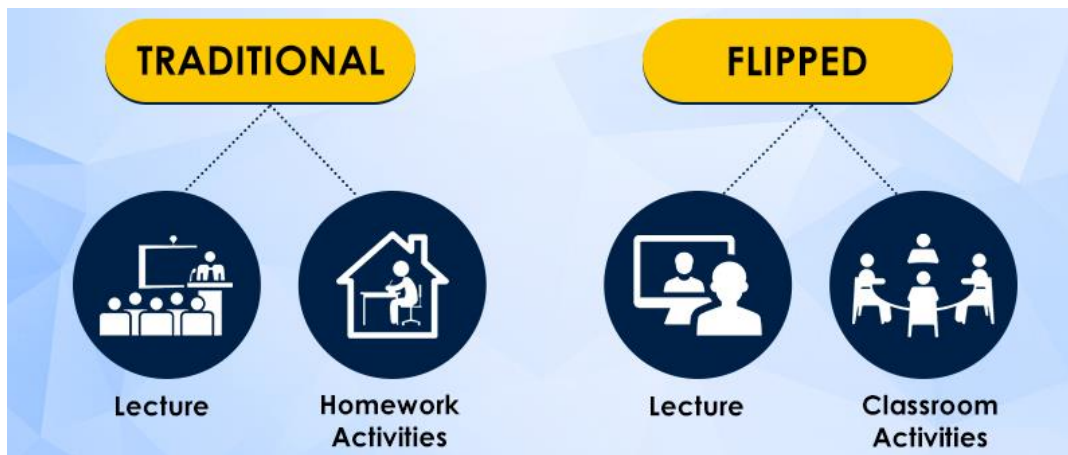 TRADITIONAL
Lecture
Homework
Activities
FLIPPED
Lecture
Classroom
Activities